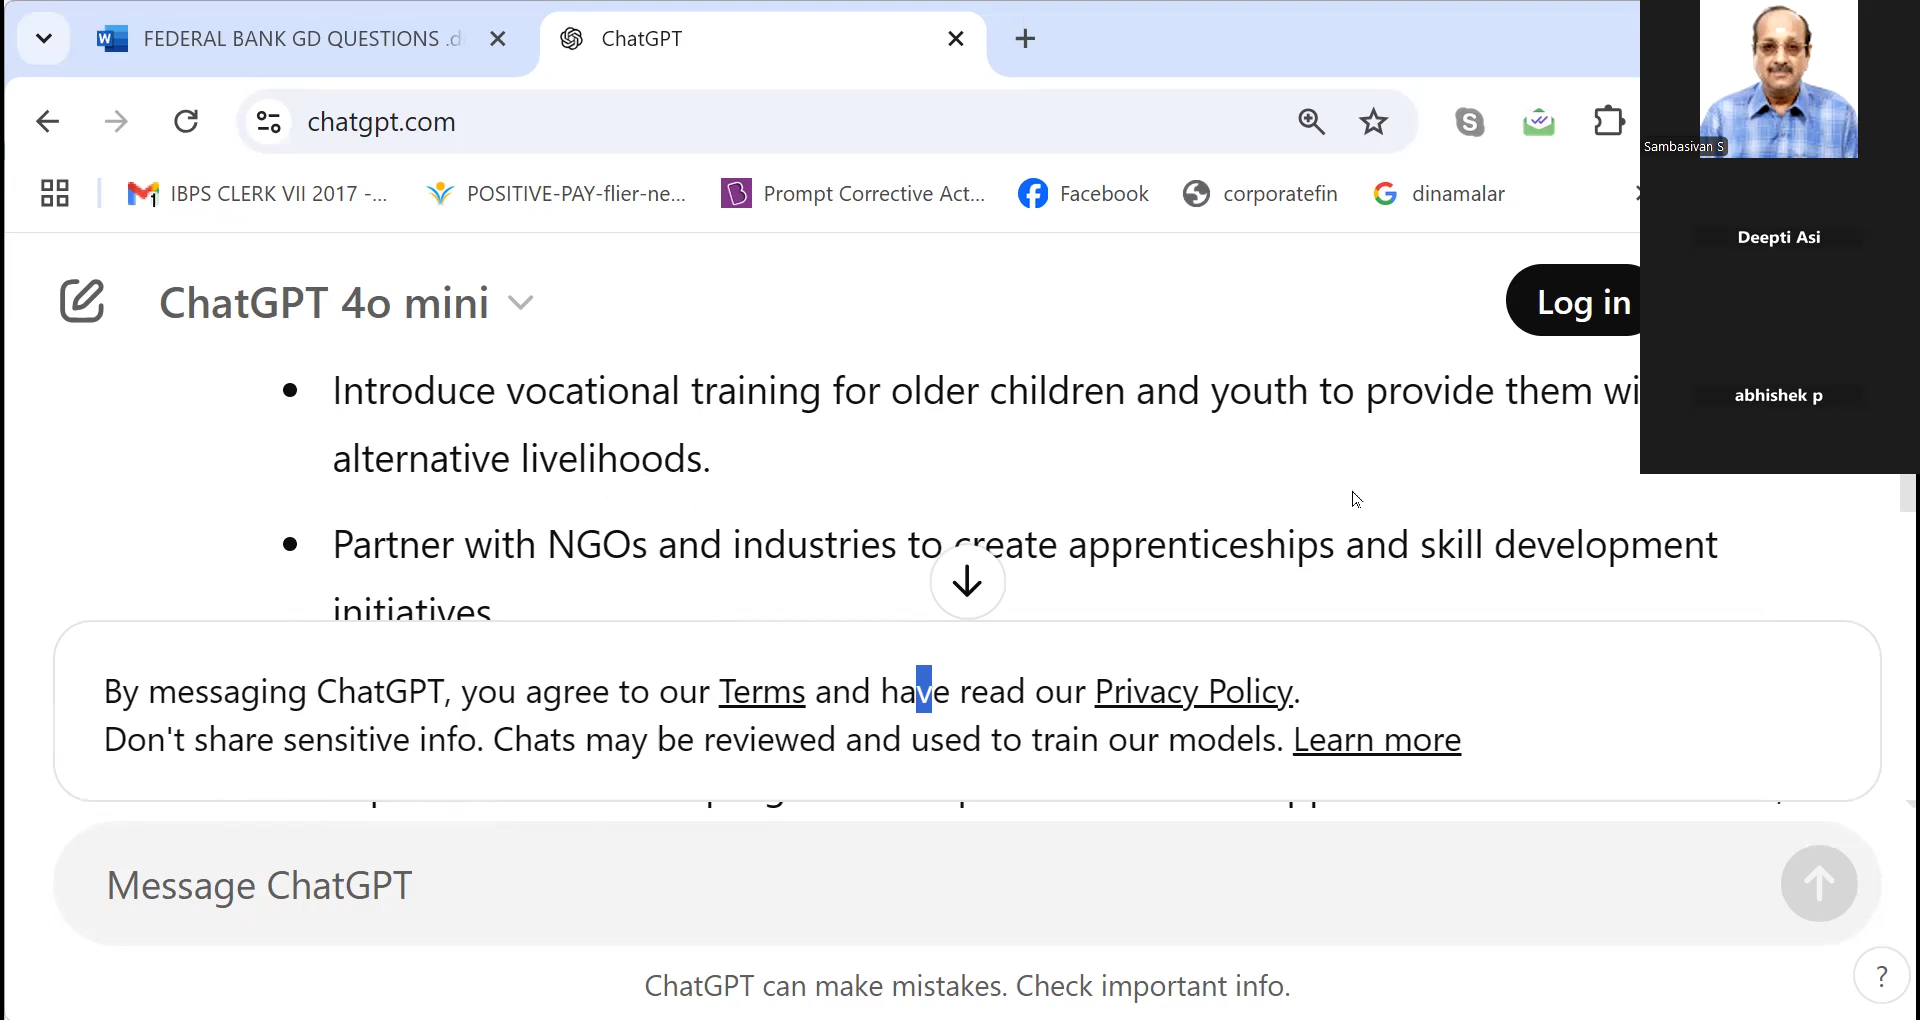 FEDERAL BANK GD QUESTIONS .d
ChatGPT
chatgpt.com
IBPS CLERK VII 2017 -...
POSITIVE-PAY-flier-ne...
Prompt Corrective Act...
Facebook
corporatefin
dinamalar
Sambasivan S
Deepti Asi
abhishek p
ChatGPT 4o mini
Log in
Introduce vocational training for older children and youth to provide them wi
alternative livelihoods.
Partner with NGOs and industries to create apprenticeships and skill development
initiatives
By messaging ChatGPT, you agree to our Terms and have read our Privacy Policy.
Don't share sensitive info. Chats may be reviewed and used to train our models. Learn more
Message ChatGPT
ChatGPT can make mistakes. Check important info.
?